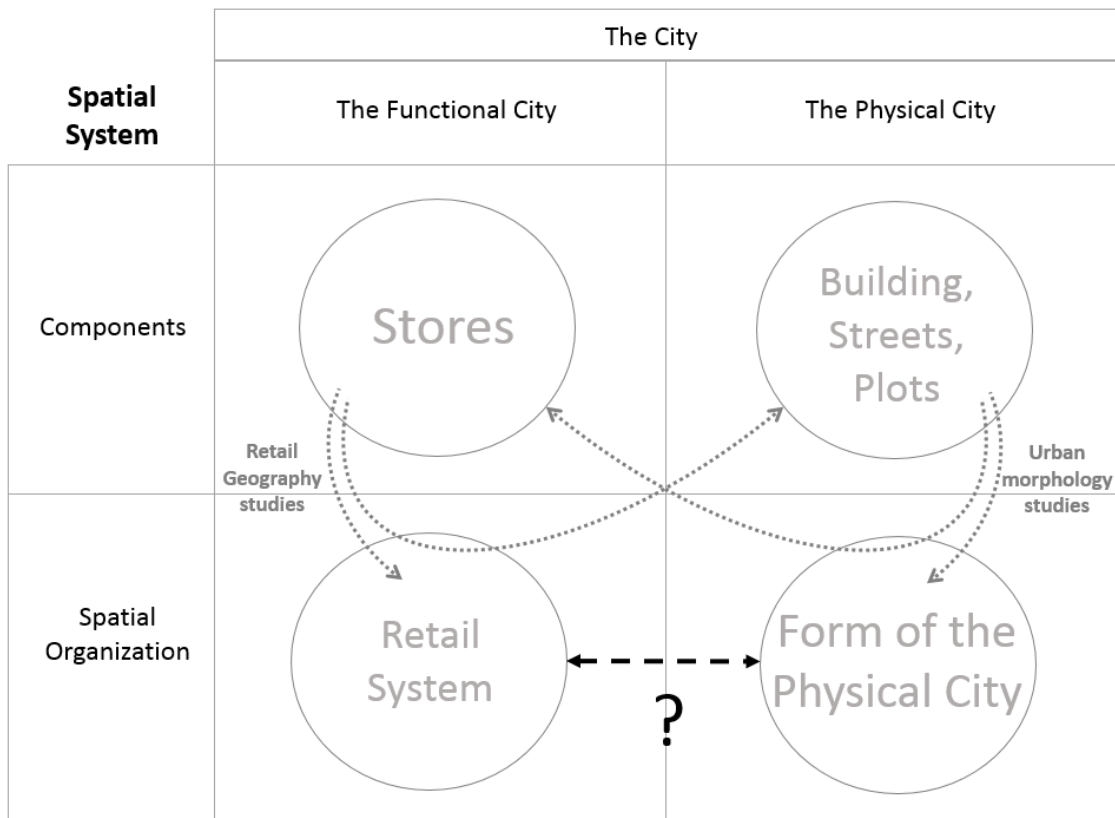 The City
Spatial
System
The Functional City
The Physical City
Components
Stores
Building,
Streets,
Plots
Retail
Geography
studies
Urban
morphology
studies
Spatial
Organization
Retail
System
Form of the
Physical City
?